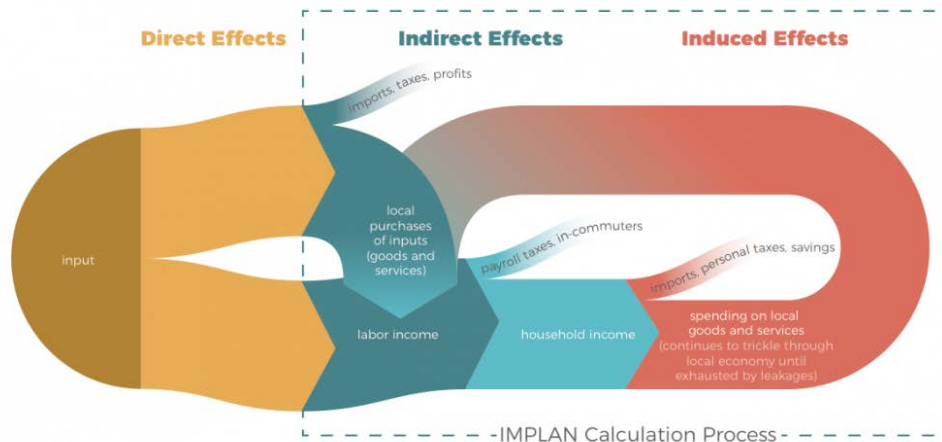 Direct Effects
Indirect Effects
Induced Effects
imports, taxes, profits
local
purchases
of inputs
(goods and
services)
input
payroll taxes, in-commuters
imports, personal taxes, savings
labor income
household income
spending on local
goods and services
(continues to trickle through
local economy until
exhausted by leakages)
IMPLAN Calculation Process